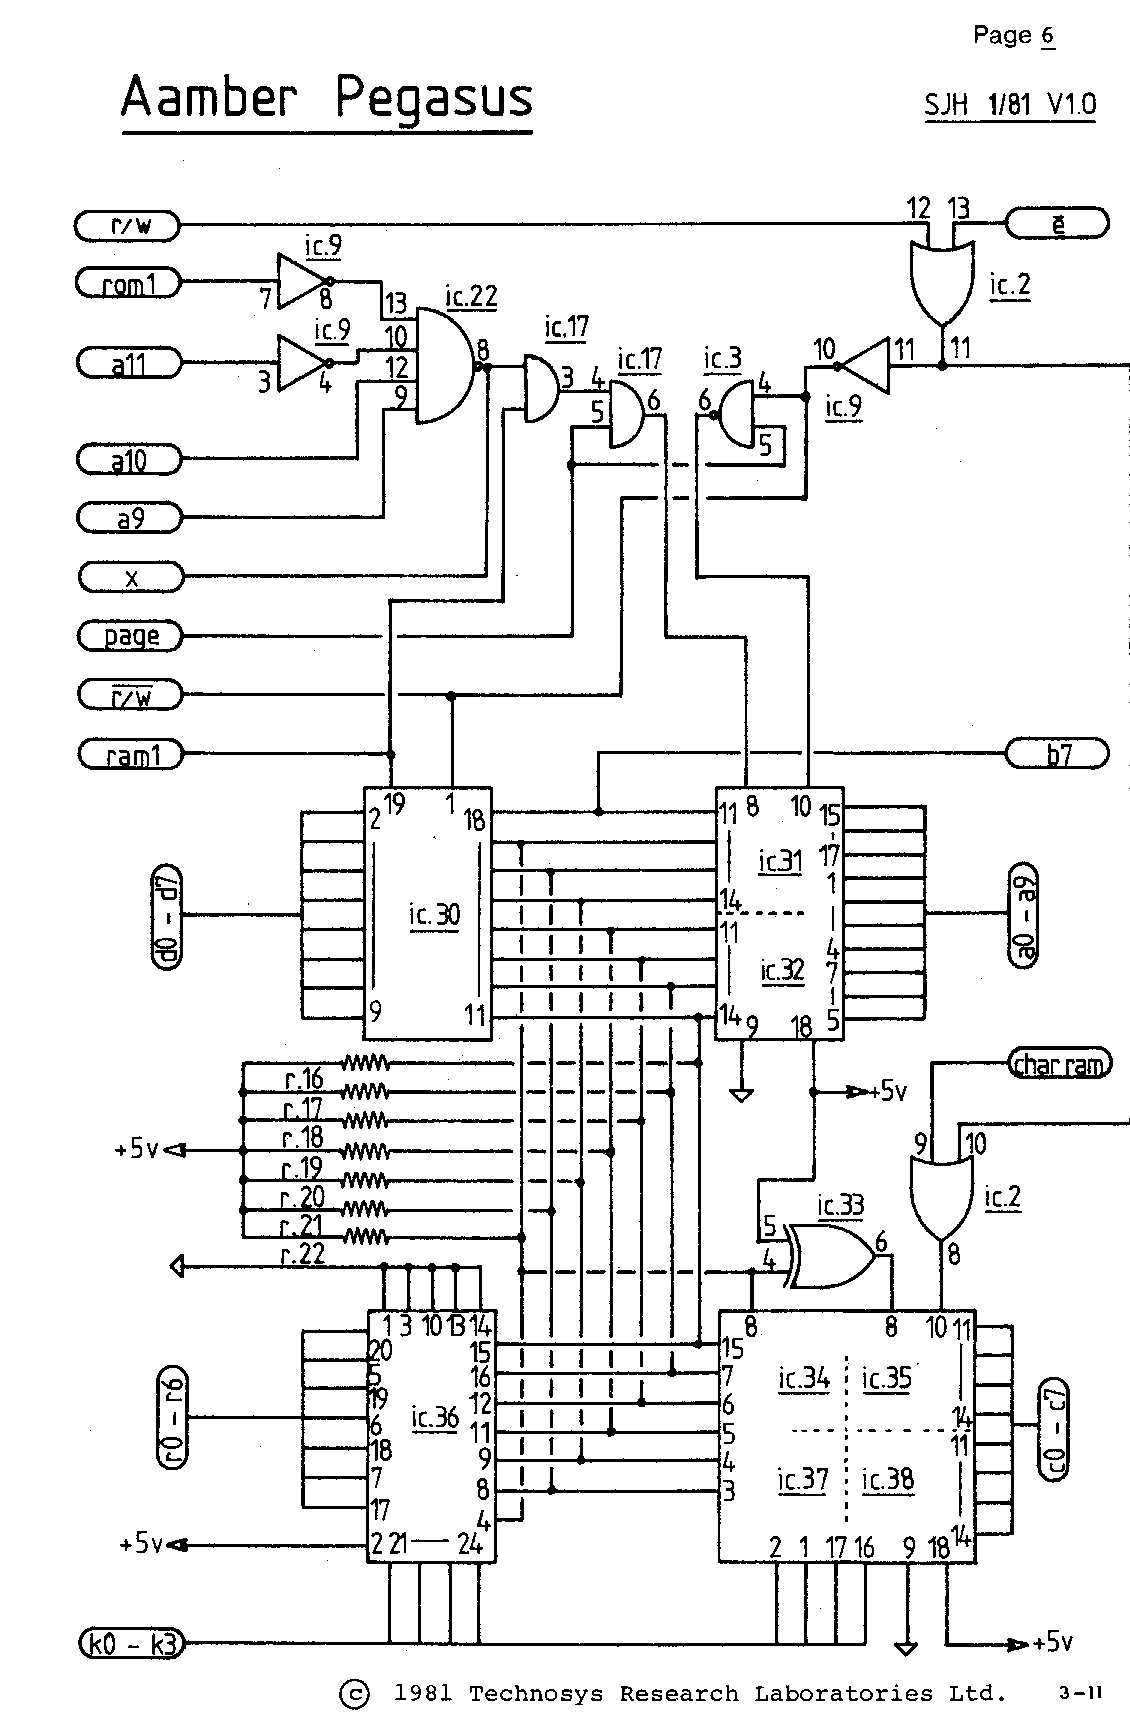 Page 6
Aamber Pegasus
SJH 1/81 V1.0
r/w
12 13
e̅
ic.9
rom1
7 8
13
ic.22
ic.2
ic.9
ic.17
10
8
a11
3 4
12
3
ic.17
4
ic.3
10
11 11
9
5
6
6
4
ic.9
5
a10
a9
x
page
r/w
ram1
b7
19 1
8 10
2
18
11
15
ic.31
17
1
d0 - d7
ic.30
14
11
a0 - a9
ic.32
4
7
9
11
14
9 18
5
r.16
char ram
r.17
+5v
+5v
r.18
9 10
r.19
r.20
ic.33
ic.2
r.21
5
4
6
8
r.22
1 3 10 13 14
8 8 10 11
20
15
15
5
16
7
ic.34 ic.35
19
12
6
r0 - r6
6
ic.36
11
5
14
11
c0 - c7
18
9
4
7
8
3
ic.37 ic.38
17
4
+5v
2 21 24
2 1 17 16 9 18
14
k0 - k3
+5v
© 1981 Technosys Research Laboratories Ltd. 3-11